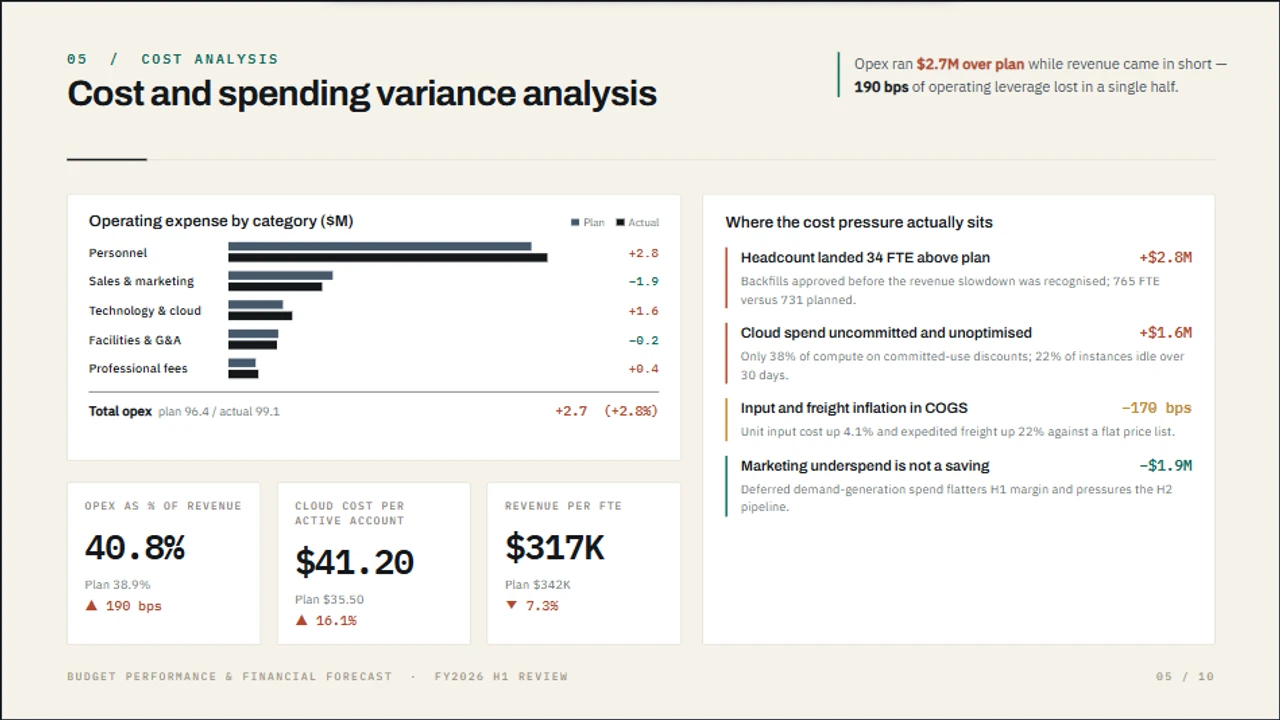 05 / COST ANALYSIS
Cost and spending variance analysis
Opex ran $2.7M over plan while revenue came in short —
190 bps of operating leverage lost in a single half.
Operating expense by category ($M)
Plan Actual
Personnel +2.8
Sales & marketing −1.9
Technology & cloud +1.6
Facilities & G&A −0.2
Professional fees +0.4
Total opex plan 96.4 / actual 99.1 +2.7 (+2.8%)
OPEX AS % OF REVENUE
40.8%
Plan 38.9%
▲ 190 bps
CLOUD COST PER
ACTIVE ACCOUNT
$41.20
Plan $35.50
▲ 16.1%
REVENUE PER FTE
$317K
Plan $342K
▼ 7.3%
Where the cost pressure actually sits
Headcount landed 34 FTE above plan +$2.8M
Backfills approved before the revenue slowdown was recognised; 765 FTE
versus 731 planned.
Cloud spend uncommitted and unoptimised +$1.6M
Only 38% of compute on committed-use discounts; 22% of instances idle over
30 days.
Input and freight inflation in COGS −170 bps
Unit input cost up 4.1% and expedited freight up 22% against a flat price list.
Marketing underspend is not a saving −$1.9M
Deferred demand-generation spend flatters H1 margin and pressures the H2
pipeline.
BUDGET PERFORMANCE & FINANCIAL FORECAST · FY2026 H1 REVIEW
05 / 10